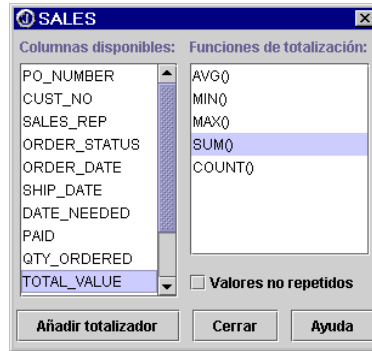 SALES
Columnas disponibles:
PO_NUMBER
CUST_NO
SALES_REP
ORDER_STATUS
ORDER_DATE
SHIP_DATE
DATE_NEEDED
PAID
QTY_ORDERED
TOTAL_VALUE
Funciones de totalización:
AVG()
MIN()
MAX()
SUM()
COUNT()
Valores no repetidos
Añadir totalizador
Cerrar
Ayuda